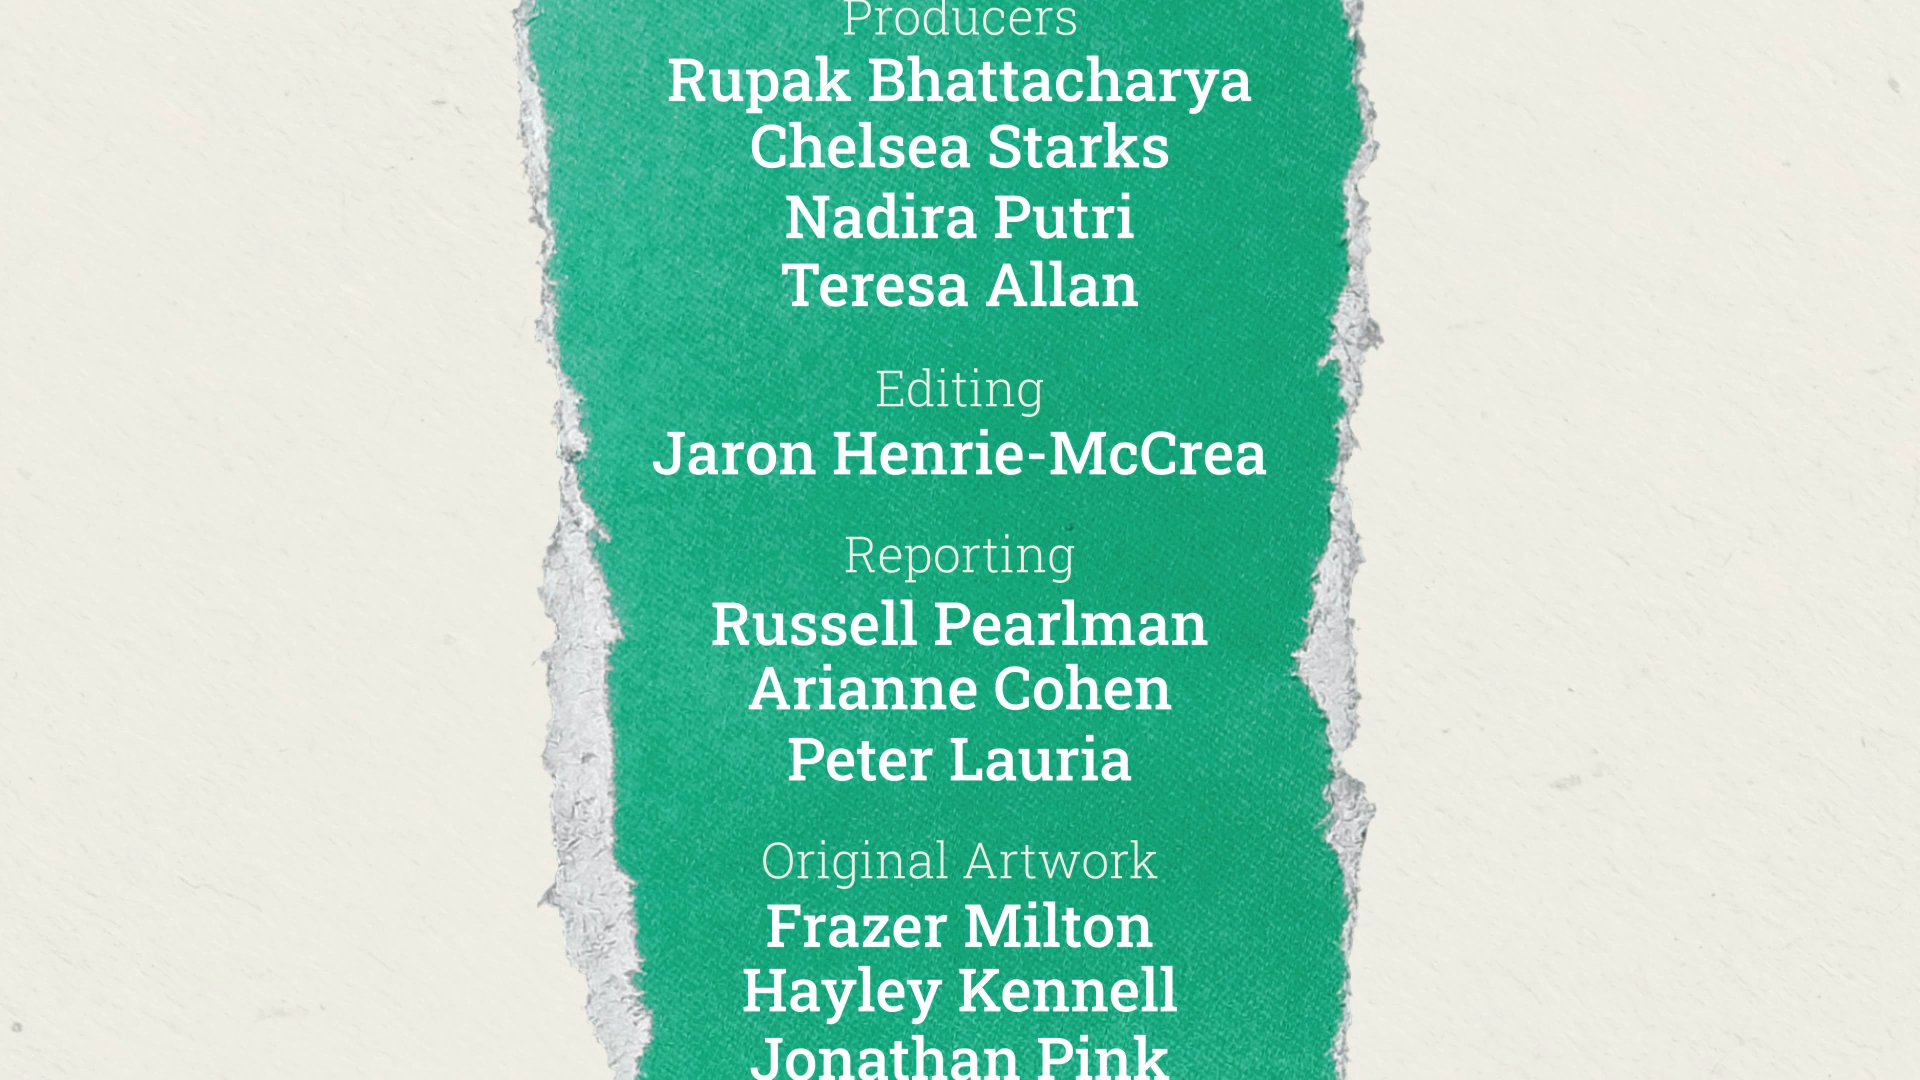 Producers
Rupak Bhattacharya
Chelsea Starks
Nadira Putri
Teresa Allan
Editing
Jaron Henrie-McCrea
Reporting
Russell Pearlman
Arianne Cohen
Peter Lauria
Original Artwork
Frazer Milton
Hayley Kennell
Jonathan Pink